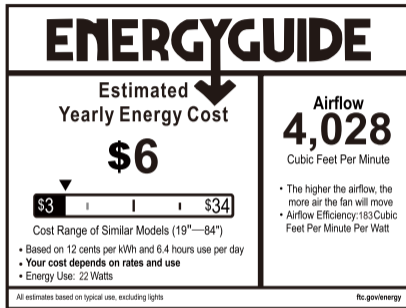 ENERGYGUIDE
Estimated
Yearly Energy Cost
$6
$3
$34
Cost Range of Similar Models (19"—84")
• Based on 12 cents per kWh and 6.4 hours use per day
• Your cost depends on rates and use
• Energy Use: 22 Watts
Airflow
4,028
Cubic Feet Per Minute
• The higher the airflow, the
more air the fan will move
• Airflow Efficiency:183Cubic
Feet Per Minute Per Watt
All estimates based on typical use, excluding lights
ftc.gov/energy